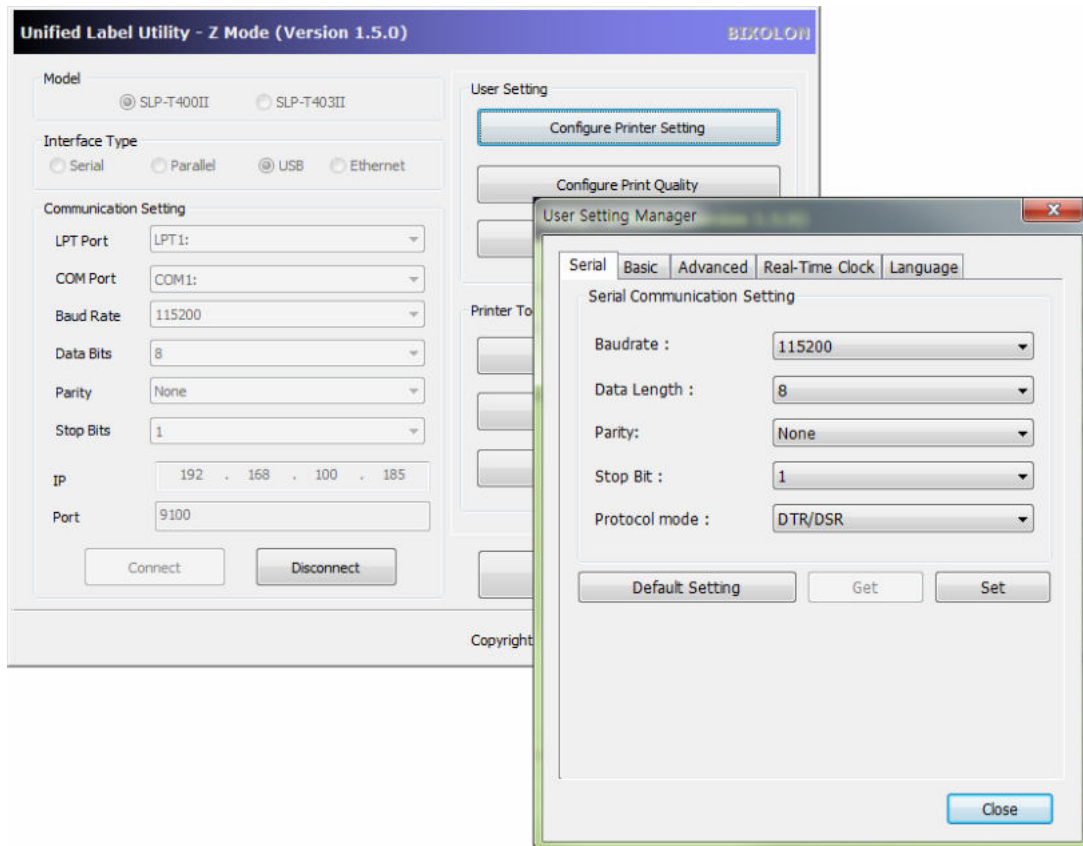 Unified Label Utility - Z Mode (Version 1.5.0)
BIXOLON
Model
SLP-T400II
SLP-T403II
Interface Type
Serial
Parallel
USB
Ethernet
Communication Setting
LPT Port
LPT1:
COM Port
COM1:
Baud Rate
115200
Data Bits
8
Parity
None
Stop Bits
1
IP
192 . 168 . 100 . 185
Port
9100
Connect
Disconnect
User Setting
Configure Printer Setting
Configure Print Quality
Printer To
Copyright
User Setting Manager
Serial
Basic
Advanced
Real-Time Clock
Language
Serial Communication Setting
Baudrate :
115200
Data Length :
8
Parity:
None
Stop Bit :
1
Protocol mode :
DTR/DSR
Default Setting
Get
Set
Close